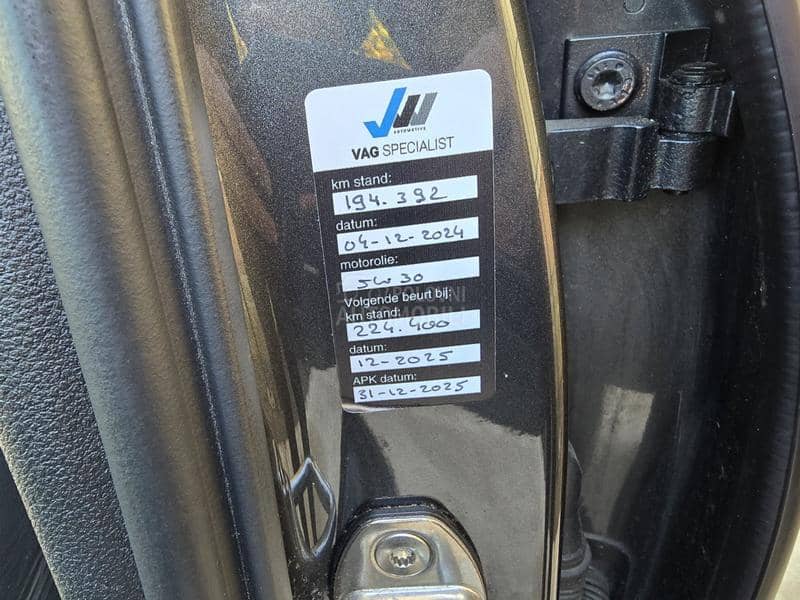 JW
AUTOMOTIVE
VAG SPECIALIST
km stand:
194.392
datum:
04-12-2024
motorolie:
5w30
Volgende beurt bij:
km stand:
224.400
datum:
12-2025
APK datum:
31-12-2025